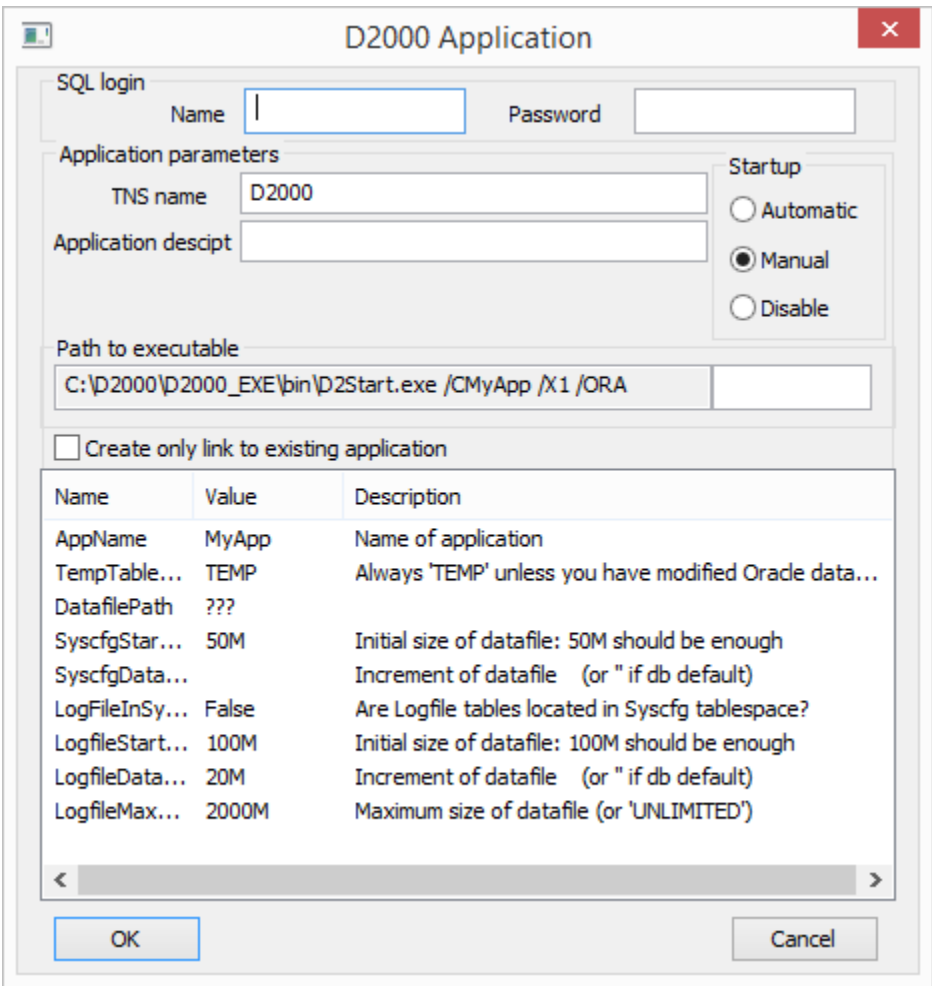 D2000 Application
SQL login
Name Password
Application parameters
TNS name D2000
Application descipt
Startup
Automatic
Manual
Disable
Path to executable
C:\D2000\D2000_EXE\bin\D2Start.exe /CMyApp /X1 /ORA
Create only link to existing application
Name Value Description
AppName MyApp Name of application
TempTable... TEMP Always 'TEMP' unless you have modified Oracle data...
DatafilePath ???
SyscfgStar... 50M Initial size of datafile: 50M should be enough
SyscfgData... Increment of datafile (or '' if db default)
LogFileInSy... False Are Logfile tables located in Syscfg tablespace?
LogfileStart... 100M Initial size of datafile: 100M should be enough
LogfileData... 20M Increment of datafile (or '' if db default)
LogfileMax... 2000M Maximum size of datafile (or 'UNLIMITED')
OK Cancel